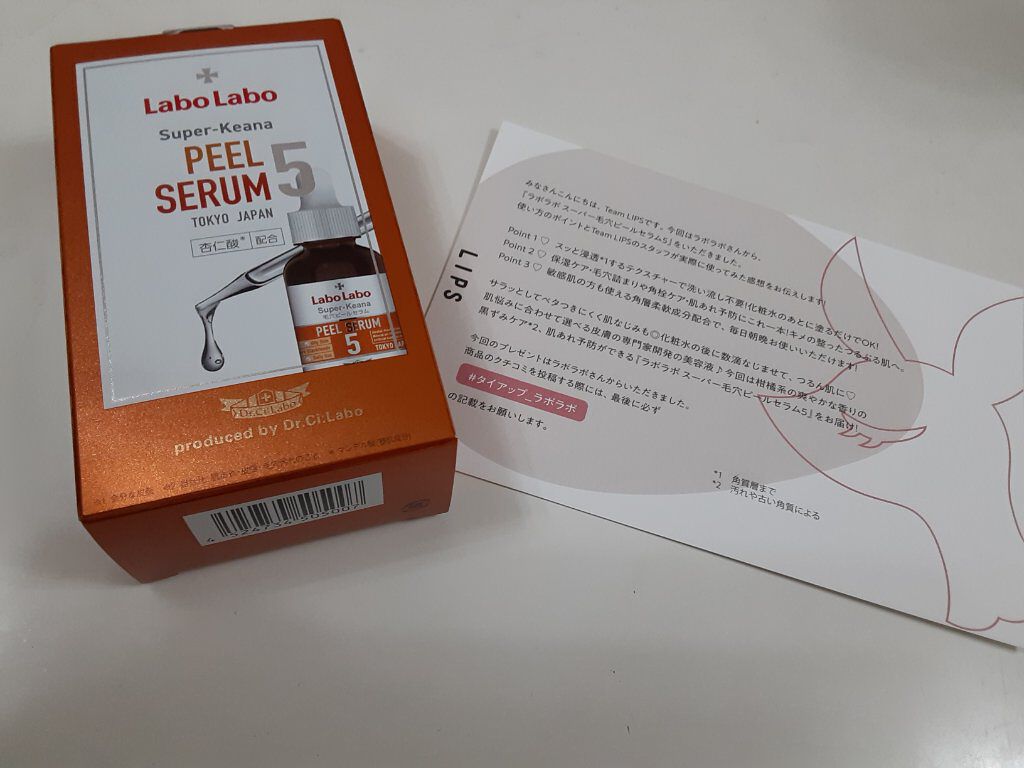 Labo Labo
Super-Keana
PEEL
SERUM 5
TOKYO JAPAN
杏仁酸* 配合
Labo Labo
Super-Keana
毛穴ピールセラム
PEEL SERUM
5
TOKYO JAPAN
Dr.Ci:Labo
produced by Dr.Ci:Labo
LIPS
みなさんこんにちは、Team LIPSです。今回はラボラボさんから、
『ラボラボ スーパー毛穴ピールセラム5』をいただきました。
使い方のポイントとTeam LIPSのスタッフが実際に使ってみた感想をお伝えします!
Point 1 ♡ スッと浸透*1するテクスチャーで洗い流し不要!化粧水のあとに塗るだけでOK!
Point 2 ♡ 保湿ケア・毛穴詰まりや角栓ケア・肌あれ予防にこれ一本!キメの整ったつるぷる肌へ。
Point 3 ♡ 敏感肌の方も使える角層柔軟成分配合で、毎日朝晩お使いいただけます!
サラッとしてベタつきにくく肌なじみも◎化粧水の後に数滴なじませて、つるん肌に♡
肌悩みに合わせて選べる皮膚の専門家開発の美容液♪今回は柑橘系の爽やかな香りの
黒ずみケア*2、肌あれ予防ができる『ラボラボ スーパー毛穴ピールセラム5』をお届け!
今回のプレゼントはラボラボさんからいただきました。
商品のクチコミを投稿する際には、最後に必ず
#タイアップ_ラボラボ
の記載をお願いします。
*1 角質層まで
*2 汚れや古い角質による